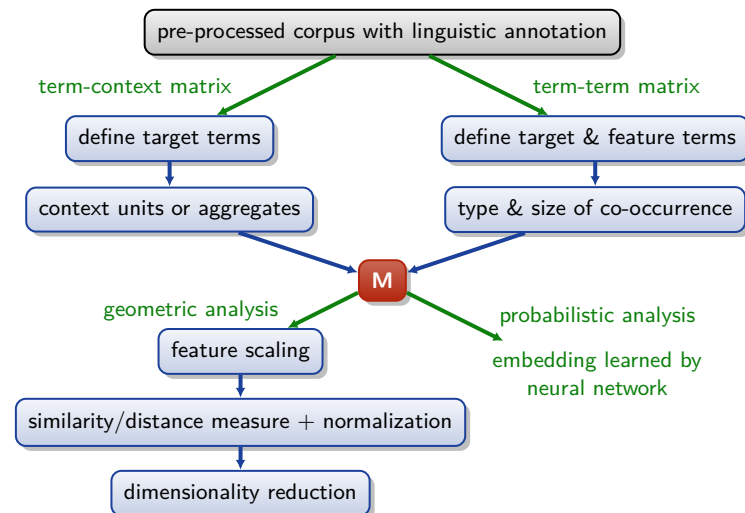 pre-processed corpus with linguistic annotation
term-context matrix
term-term matrix
define target terms
define target & feature terms
context units or aggregates
type & size of co-occurrence
M
geometric analysis
probabilistic analysis
feature scaling
embedding learned by
neural network
similarity/distance measure + normalization
dimensionality reduction